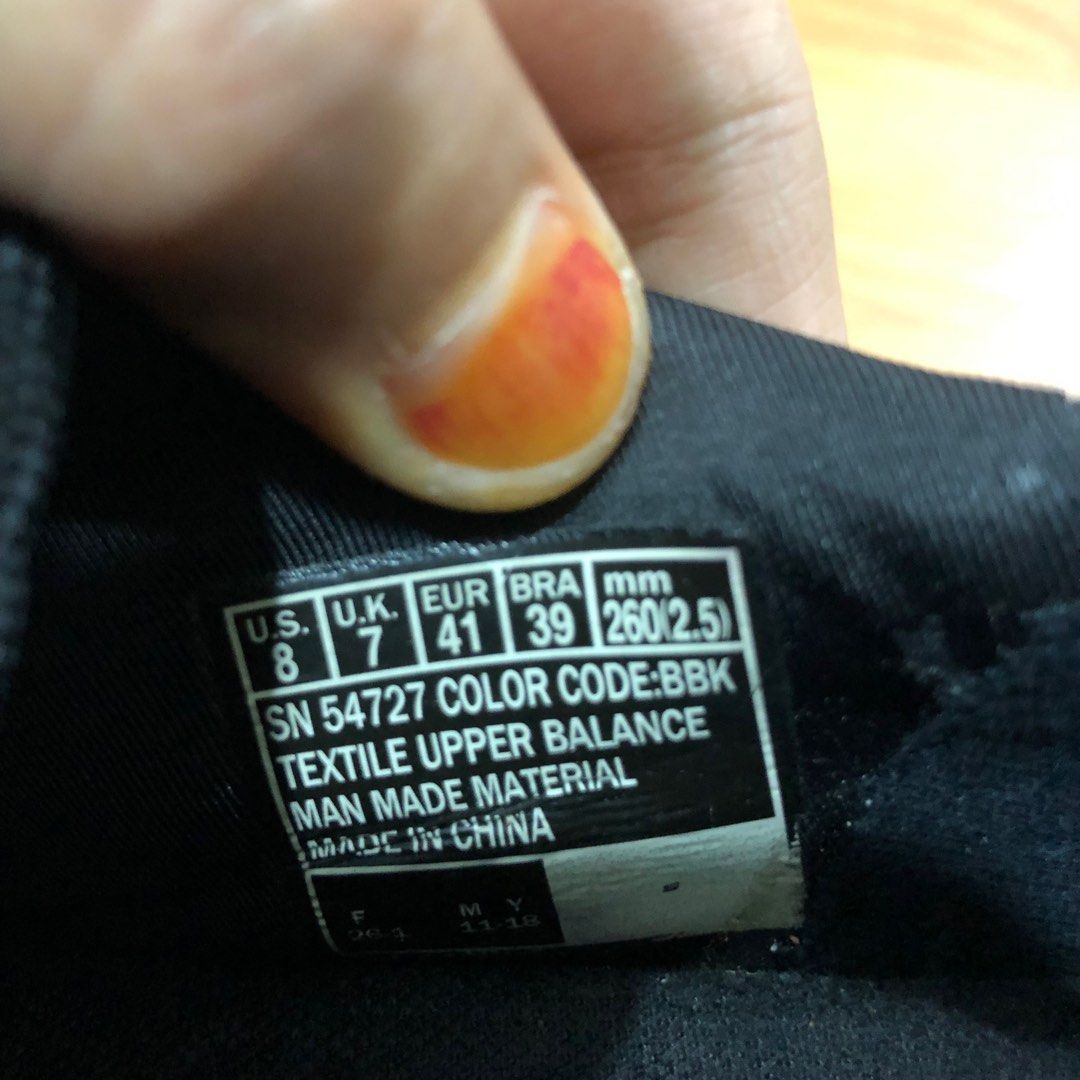 U.S. U.K. EUR BRA mm
8 7 41 39 260(2.5)
SN 54727 COLOR CODE:BBK
TEXTILE UPPER BALANCE
MAN MADE MATERIAL
MADE IN CHINA
F M Y
11-18